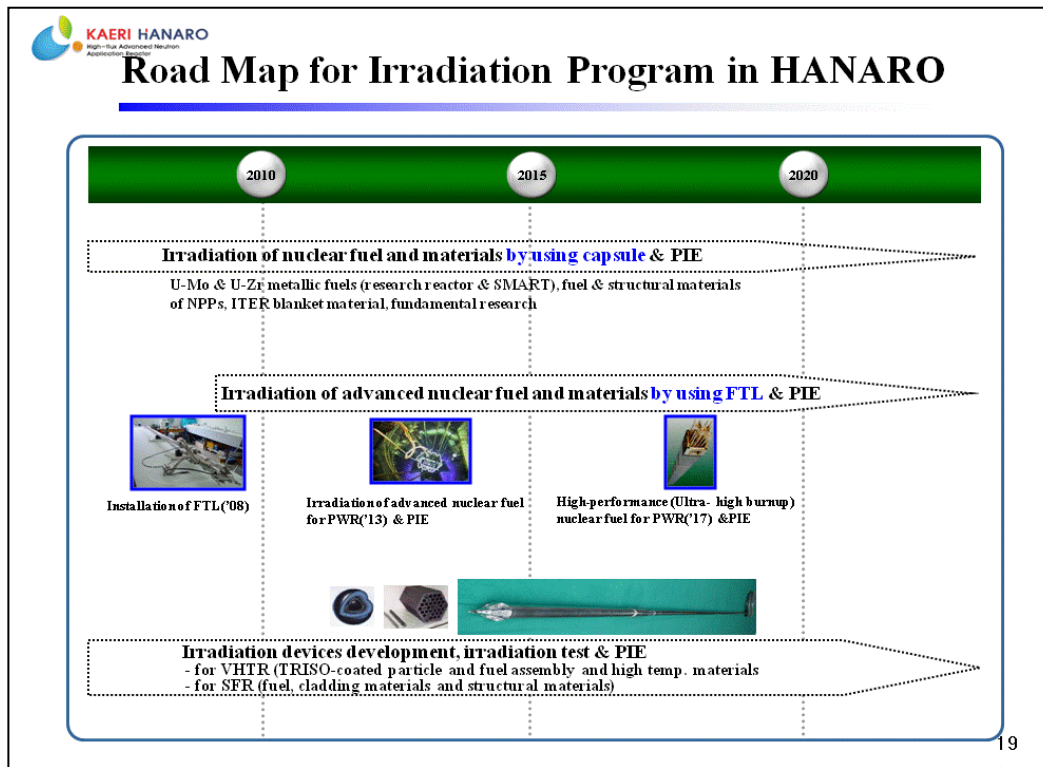 KAERI HANARO
High-flux Advanced Neutron
Application Reactor
Road Map for Irradiation Program in HANARO
2010
2015
2020
Irradiation of nuclear fuel and materials by using capsule & PIE
U-Mo & U-Zr metallic fuels (research reactor & SMART), fuel & structural materials
of NPPs, ITER blanket material, fundamental research
Irradiation of advanced nuclear fuel and materials by using FTL & PIE
Installation of FTL('08)
Irradiation of advanced nuclear fuel
for PWR('13) & PIE
High-performance (Ultra- high burnup)
nuclear fuel for PWR('17) &PIE
Irradiation devices development, irradiation test & PIE
- for VHTR (TRISO-coated particle and fuel assembly and high temp. materials
- for SFR (fuel, cladding materials and structural materials)
19